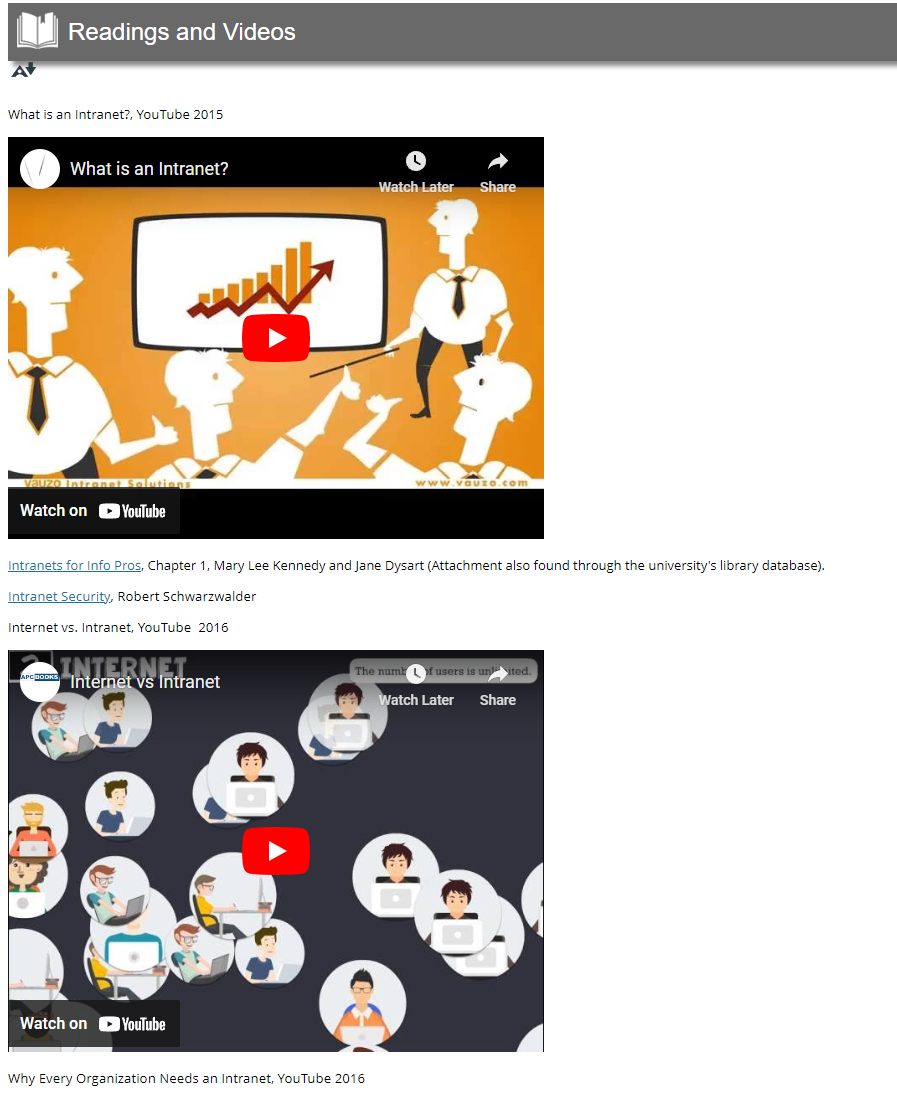 Readings and Videos
What is an Intranet?, YouTube 2015
What is an Intranet?
Watch Later
Share
Vauzo Intranet Solutions
www.vauzo.com
Watch on YouTube
Intranets for Info Pros, Chapter 1, Mary Lee Kennedy and Jane Dysart (Attachment also found through the university's library database).
Intranet Security, Robert Schwarzwalder
Internet vs. Intranet, YouTube 2016
INTERNET
The number of users is unlimited.
APC BOOKS
Internet vs Intranet
Watch Later
Share
Watch on YouTube
Why Every Organization Needs an Intranet, YouTube 2016